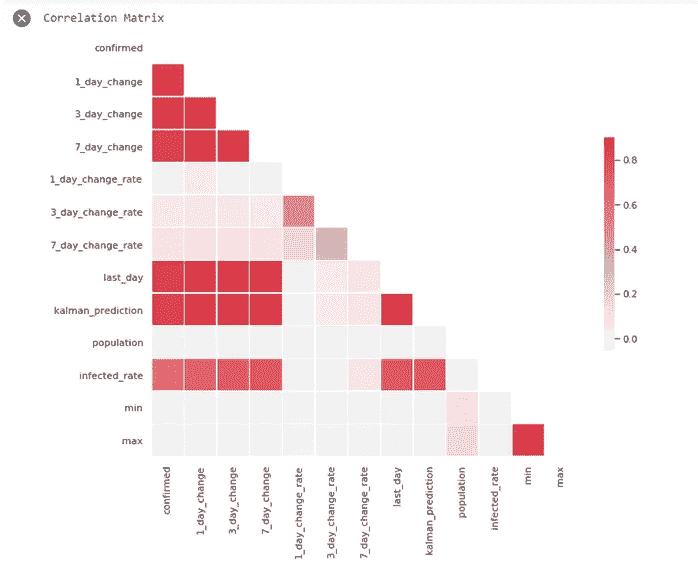 Correlation Matrix
confirmed
1_day_change
3_day_change
7_day_change
1_day_change_rate
3_day_change_rate
7_day_change_rate
last_day
kalman_prediction
population
infected_rate
min
max
0.8
0.6
0.4
0.2
0.0
confirmed
1_day_change
3_day_change
7_day_change
1_day_change_rate
3_day_change_rate
7_day_change_rate
last_day
kalman_prediction
population
infected_rate
min
max